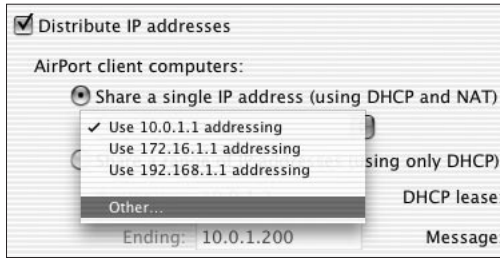 Distribute IP addresses
AirPort client computers:
Share a single IP address (using DHCP and NAT)
Use 10.0.1.1 addressing
Use 172.16.1.1 addressing
Use 192.168.1.1 addressing
Other...
sing only DHCP)
DHCP lease:
Ending: 10.0.1.200
Message: